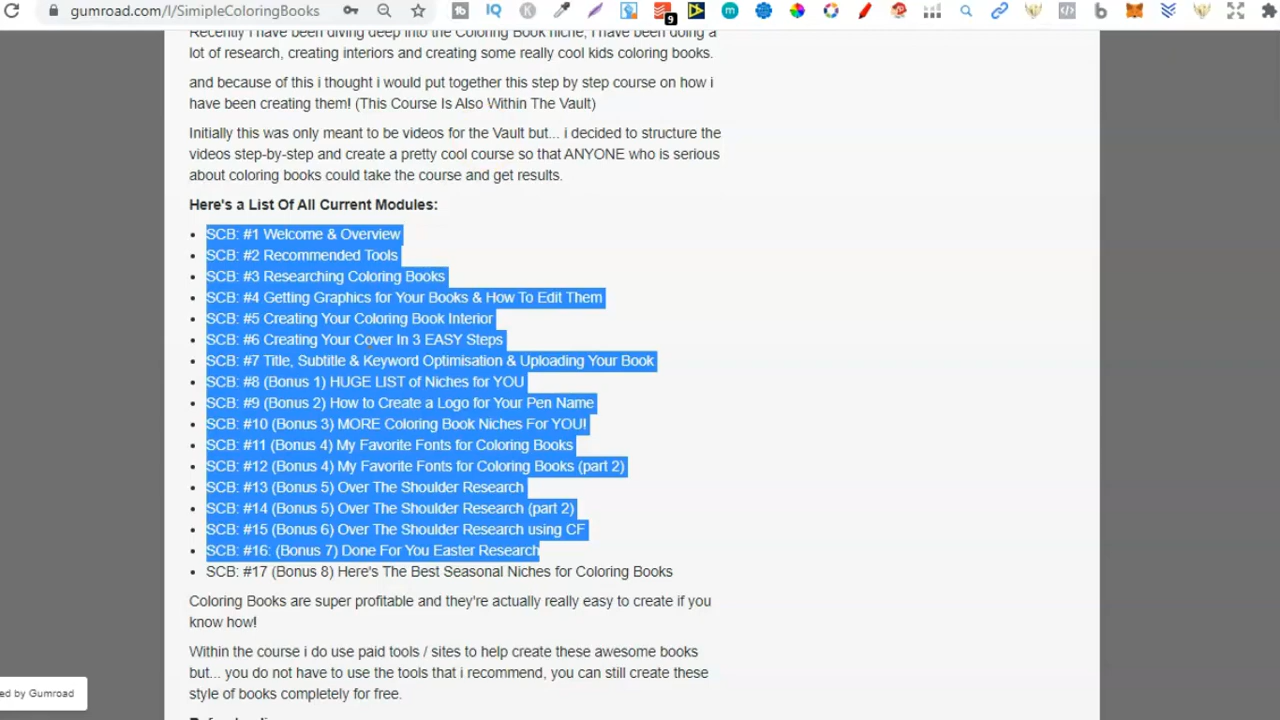 gumroad.com/l/SimipleColoringBooks
9
Recently i have been diving deep into the Coloring Book niche, i have been doing a
lot of research, creating interiors and creating some really cool kids coloring books.
and because of this i thought i would put together this step by step course on how i
have been creating them! (This Course Is Also Within The Vault)
Initially this was only meant to be videos for the Vault but... i decided to structure the
videos step-by-step and create a pretty cool course so that ANYONE who is serious
about coloring books could take the course and get results.
Here's a List Of All Current Modules:
SCB: #1 Welcome & Overview
SCB: #2 Recommended Tools
SCB: #3 Researching Coloring Books
SCB: #4 Getting Graphics for Your Books & How To Edit Them
SCB: #5 Creating Your Coloring Book Interior
SCB: #6 Creating Your Cover In 3 EASY Steps
SCB: #7 Title, Subtitle & Keyword Optimisation & Uploading Your Book
SCB: #8 (Bonus 1) HUGE LIST of Niches for YOU
SCB: #9 (Bonus 2) How to Create a Logo for Your Pen Name
SCB: #10 (Bonus 3) MORE Coloring Book Niches For YOU!
SCB: #11 (Bonus 4) My Favorite Fonts for Coloring Books
SCB: #12 (Bonus 4) My Favorite Fonts for Coloring Books (part 2)
SCB: #13 (Bonus 5) Over The Shoulder Research
SCB: #14 (Bonus 5) Over The Shoulder Research (part 2)
SCB: #15 (Bonus 6) Over The Shoulder Research using CF
SCB: #16: (Bonus 7) Done For You Easter Research
SCB: #17 (Bonus 8) Here's The Best Seasonal Niches for Coloring Books
Coloring Books are super profitable and they're actually really easy to create if you
know how!
Within the course i do use paid tools / sites to help create these awesome books
but... you do not have to use the tools that i recommend, you can still create these
style of books completely for free.
ed by Gumroad